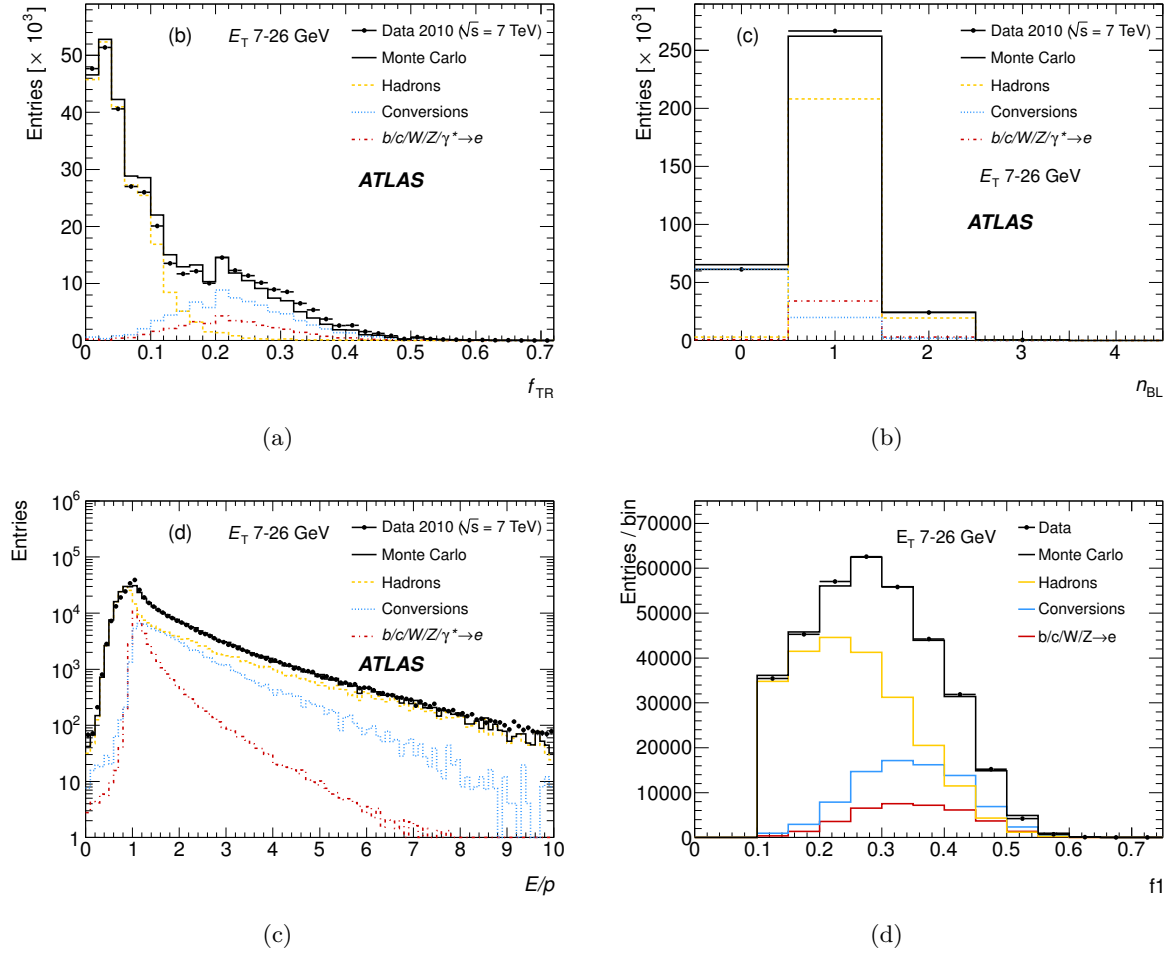 (b)
E_T 7-26 GeV
Data 2010 (√s = 7 TeV)
Monte Carlo
Hadrons
Conversions
b/c/W/Z/γ*→e
ATLAS
Entries [× 10³]
50
40
30
20
10
0
0 0.1 0.2 0.3 0.4 0.5 0.6 0.7
f_TR
(a)
(c)
Data 2010 (√s = 7 TeV)
Monte Carlo
Hadrons
Conversions
b/c/W/Z/γ*→e
E_T 7-26 GeV
ATLAS
Entries [× 10³]
250
200
150
100
50
0
0 1 2 3 4
n_BL
(b)
(d)
E_T 7-26 GeV
Data 2010 (√s = 7 TeV)
Monte Carlo
Hadrons
Conversions
b/c/W/Z/γ*→e
ATLAS
Entries
10⁶
10⁵
10⁴
10³
10²
10
1
0 1 2 3 4 5 6 7 8 9 10
E/p
(c)
E_T 7-26 GeV
Data
Monte Carlo
Hadrons
Conversions
b/c/W/Z→e
Entries / bin
70000
60000
50000
40000
30000
20000
10000
0
0 0.1 0.2 0.3 0.4 0.5 0.6 0.7
f1
(d)